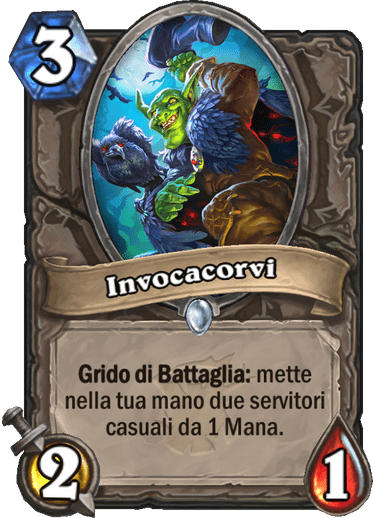 3
Invocacorvi
Grido di Battaglia: mette
nella tua mano due servitori
casuali da 1 Mana.
2
1